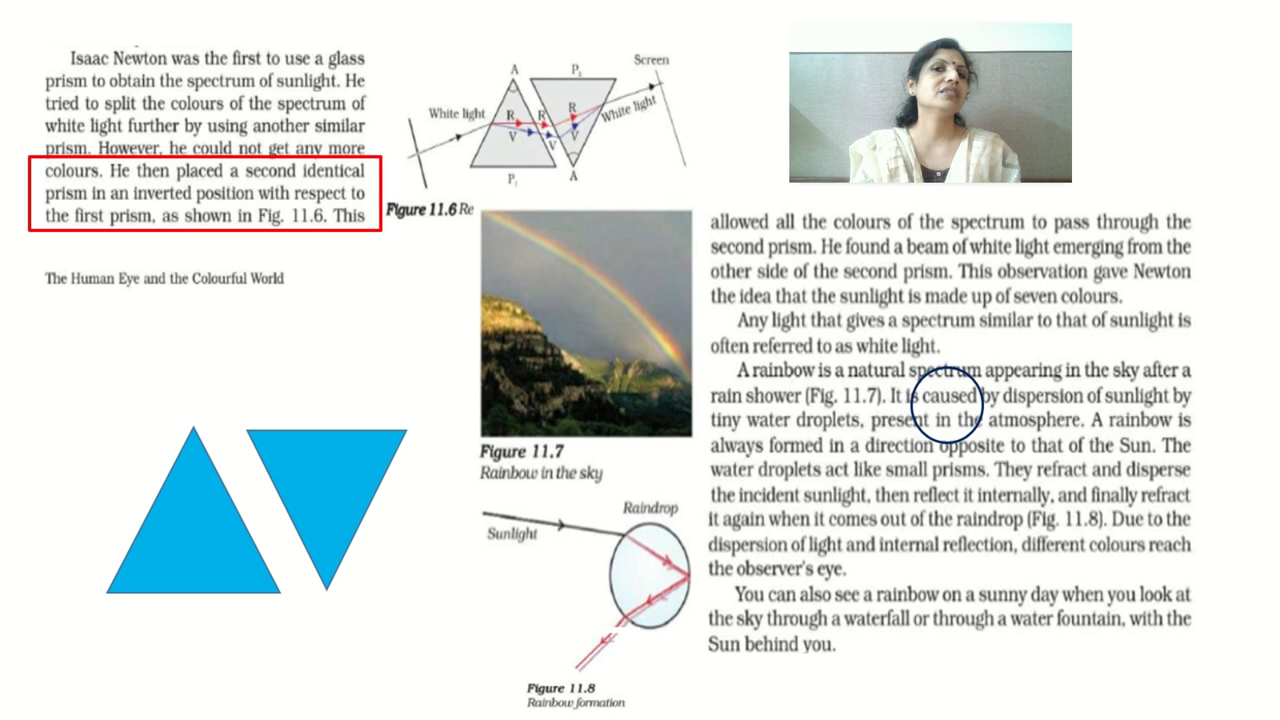 Isaac Newton was the first to use a glass
prism to obtain the spectrum of sunlight. He
tried to split the colours of the spectrum of
white light further by using another similar
prism. However, he could not get any more
colours. He then placed a second identical
prism in an inverted position with respect to
the first prism, as shown in Fig. 11.6. This
The Human Eye and the Colourful World
A
P₂
Screen
White light
R
R
R
White light
V
V
V
P₁
A
Figure 11.6 Re
Figure 11.7
Rainbow in the sky
Raindrop
Sunlight
Figure 11.8
Rainbow formation
allowed all the colours of the spectrum to pass through the
second prism. He found a beam of white light emerging from the
other side of the second prism. This observation gave Newton
the idea that the sunlight is made up of seven colours.
Any light that gives a spectrum similar to that of sunlight is
often referred to as white light.
A rainbow is a natural spectrum appearing in the sky after a
rain shower (Fig. 11.7). It is caused by dispersion of sunlight by
tiny water droplets, present in the atmosphere. A rainbow is
always formed in a direction opposite to that of the Sun. The
water droplets act like small prisms. They refract and disperse
the incident sunlight, then reflect it internally, and finally refract
it again when it comes out of the raindrop (Fig. 11.8). Due to the
dispersion of light and internal reflection, different colours reach
the observer's eye.
You can also see a rainbow on a sunny day when you look at
the sky through a waterfall or through a water fountain, with the
Sun behind you.